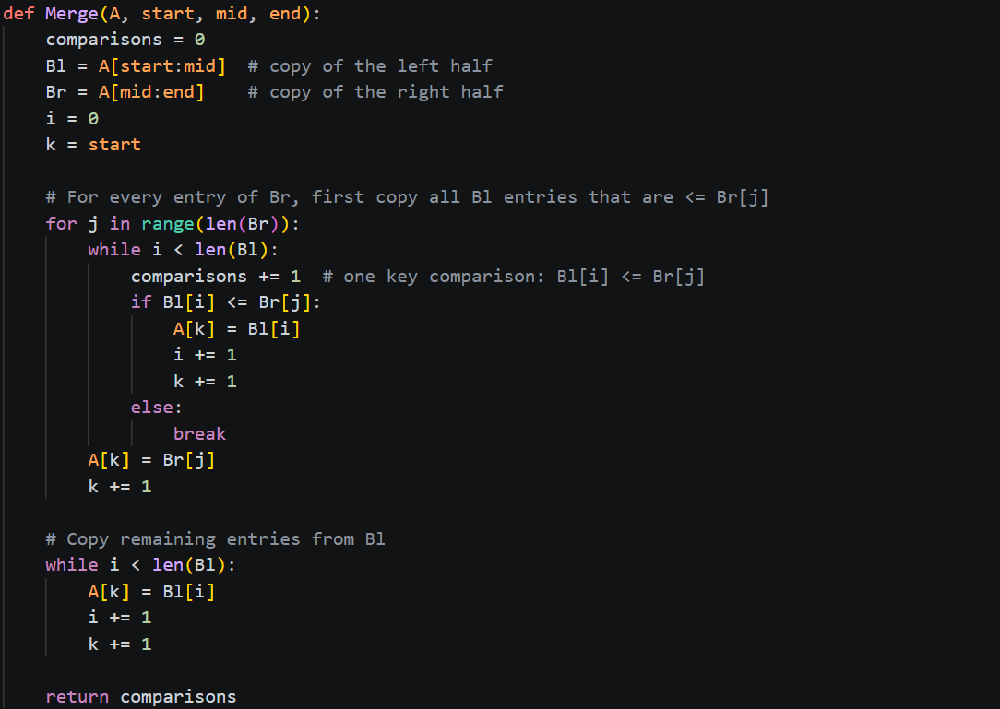 def Merge(A, start, mid, end):
    comparisons = 0
    Bl = A[start:mid]  # copy of the left half
    Br = A[mid:end]    # copy of the right half
    i = 0
    k = start

    # For every entry of Br, first copy all Bl entries that are <= Br[j]
    for j in range(len(Br)):
        while i < len(Bl):
            comparisons += 1  # one key comparison: Bl[i] <= Br[j]
            if Bl[i] <= Br[j]:
                A[k] = Bl[i]
                i += 1
                k += 1
            else:
                break
        A[k] = Br[j]
        k += 1

    # Copy remaining entries from Bl
    while i < len(Bl):
        A[k] = Bl[i]
        i += 1
        k += 1

    return comparisons